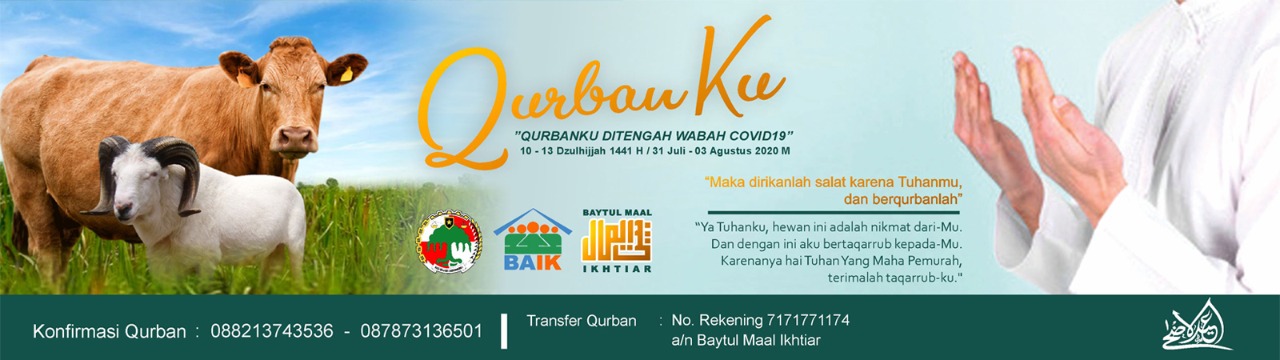 Qurban Ku
"QURBANKU DITENGAH WABAH COVID19"
10 - 13 Dzulhijjah 1441 H / 31 Juli - 03 Agustus 2020 M
"Maka dirikanlah salat karena Tuhanmu,
dan berqurbanlah"
"Ya Tuhanku, hewan ini adalah nikmat dari-Mu.
Dan dengan ini aku bertaqarrub kepada-Mu.
Karenanya hai Tuhan Yang Maha Pemurah,
terimalah taqarrub-ku."
BAIK
BAYTUL MAAL
IKHTIAR
Konfirmasi Qurban : 088213743536 - 087873136501
Transfer Qurban : No. Rekening 7171771174
a/n Baytul Maal Ikhtiar